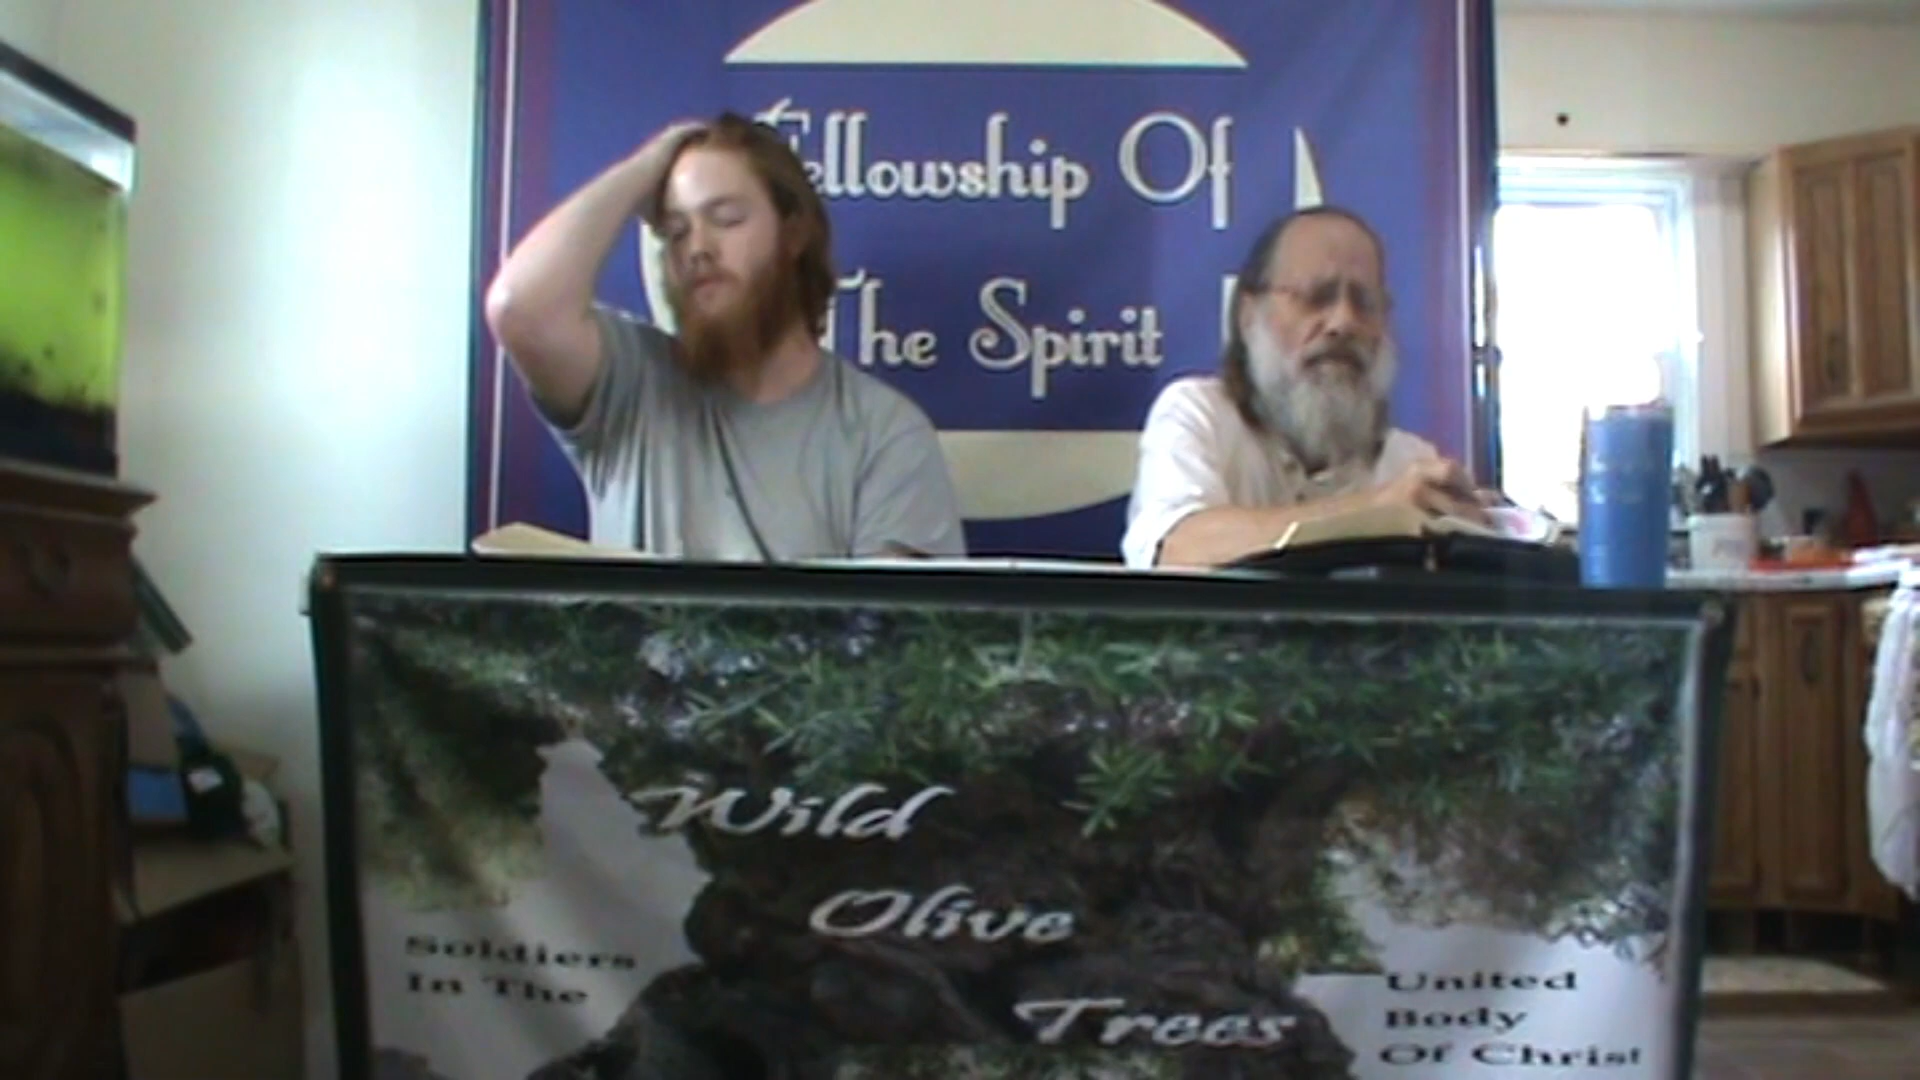 Fellowship Of
The Spirit
Wild
Olive
Trees
Soldiers
In The
United
Body
Of Christ